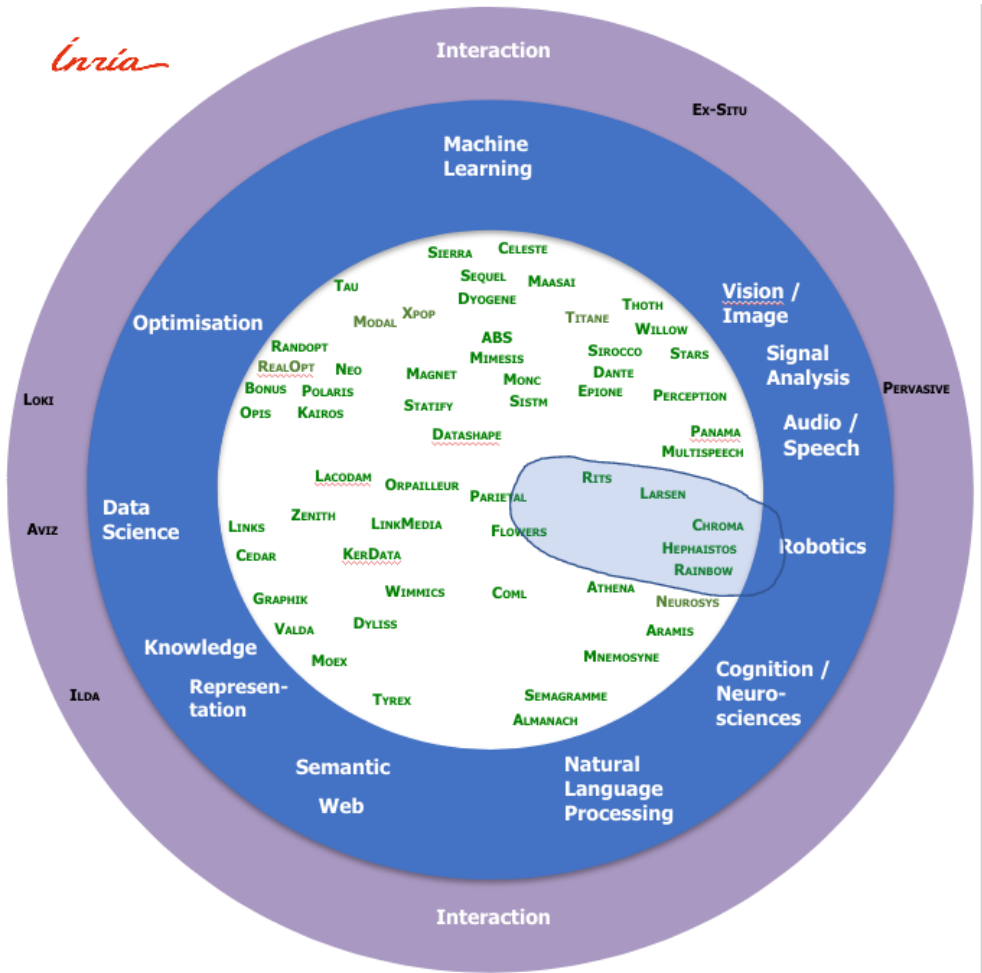 Inria
Interaction
Ex-Situ
Machine
Learning
Sierra
Celeste
Tau
Sequel
Maasai
Dyogene
Thoth
Vision /
Image
Modal
Xpop
Titane
Willow
Optimisation
ABS
Randopt
Mimesis
Sirocco
Stars
Signal
Analysis
RealOpt
Neo
Magnet
Monc
Dante
Bonus
Polaris
Epione
Perception
Pervasive
Loki
Opis
Kairos
Statify
Sistm
Audio /
Speech
Datashape
Panama
Multispeech
Lacodam
Orpailleur
Parietal
Rits
Larsen
Data
Science
Zenith
Links
LinkMedia
Flowers
Chroma
Aviz
Cedar
KerData
Hephaistos
Robotics
Rainbow
Graphik
Wimmics
Coml
Athena
Neurosys
Valda
Dyliss
Aramis
Knowledge
Moex
Mnemosyne
Represen-
tation
Ilda
Tyrex
Semagramme
Almanach
Cognition /
Neuro-
sciences
Semantic
Web
Natural
Language
Processing
Interaction